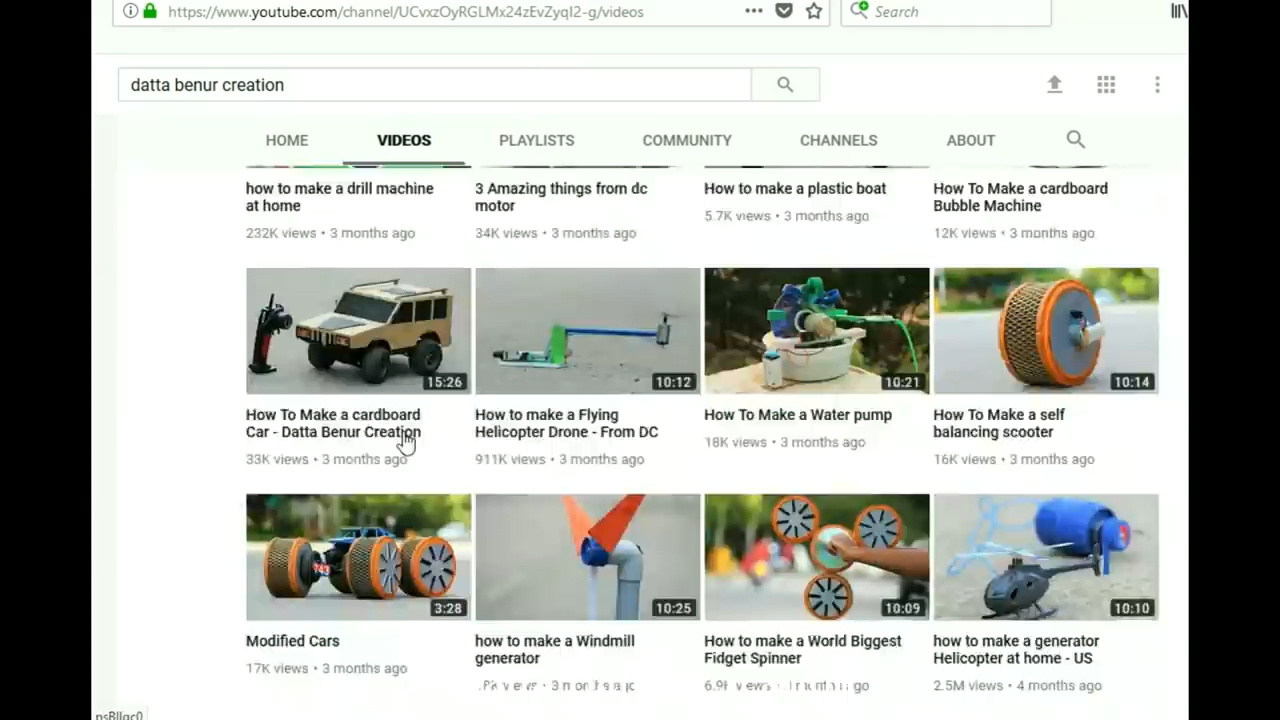 https://www.youtube.com/channel/UCvxzOyRGLMx24zEvZyqI2-g/videos
Search
datta benur creation
HOME VIDEOS PLAYLISTS COMMUNITY CHANNELS ABOUT
how to make a drill machine at home
232K views • 3 months ago
3 Amazing things from dc motor
34K views • 3 months ago
How to make a plastic boat
5.7K views • 3 months ago
How To Make a cardboard Bubble Machine
12K views • 3 months ago
15:26
How To Make a cardboard
Car - Datta Benur Creation
33K views • 3 months ago
10:12
How to make a Flying
Helicopter Drone - From DC
911K views • 3 months ago
10:21
How To Make a Water pump
18K views • 3 months ago
10:14
How To Make a self
balancing scooter
16K views • 3 months ago
743
3:28
Modified Cars
17K views • 3 months ago
10:25
how to make a Windmill
generator
10:09
How to make a World Biggest
Fidget Spinner
10:10
how to make a generator
Helicopter at home - US
2.5M views • 4 months ago